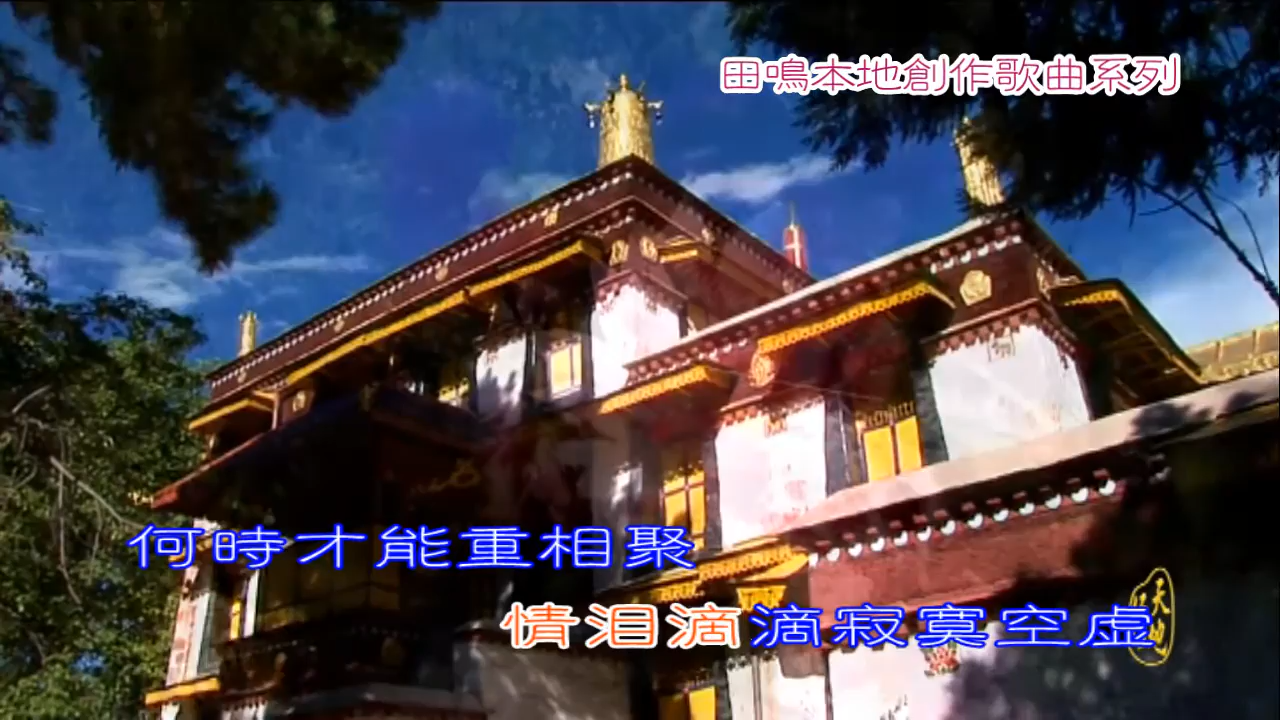 田鳴本地創作歌曲系列
何時才能重相聚
情泪滴滴寂寞空虚